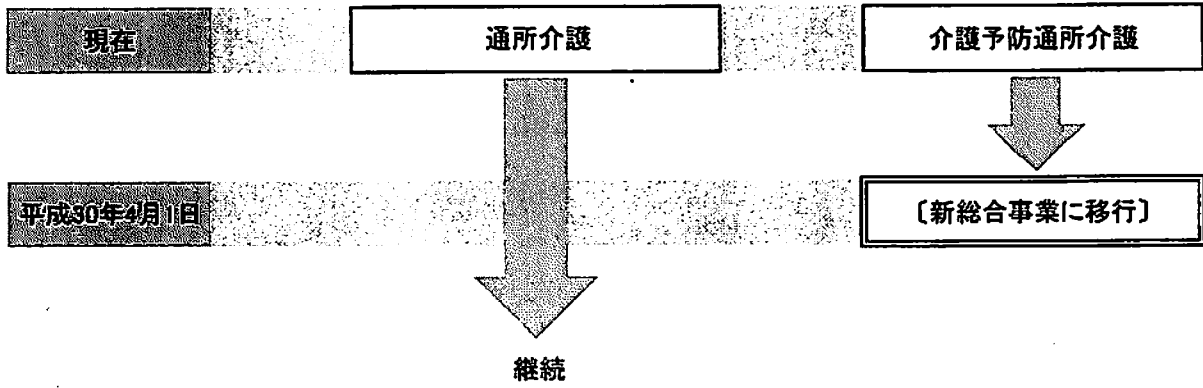 現在
通所介護
介護予防通所介護
平成30年4月1日
〔新総合事業に移行〕
継続